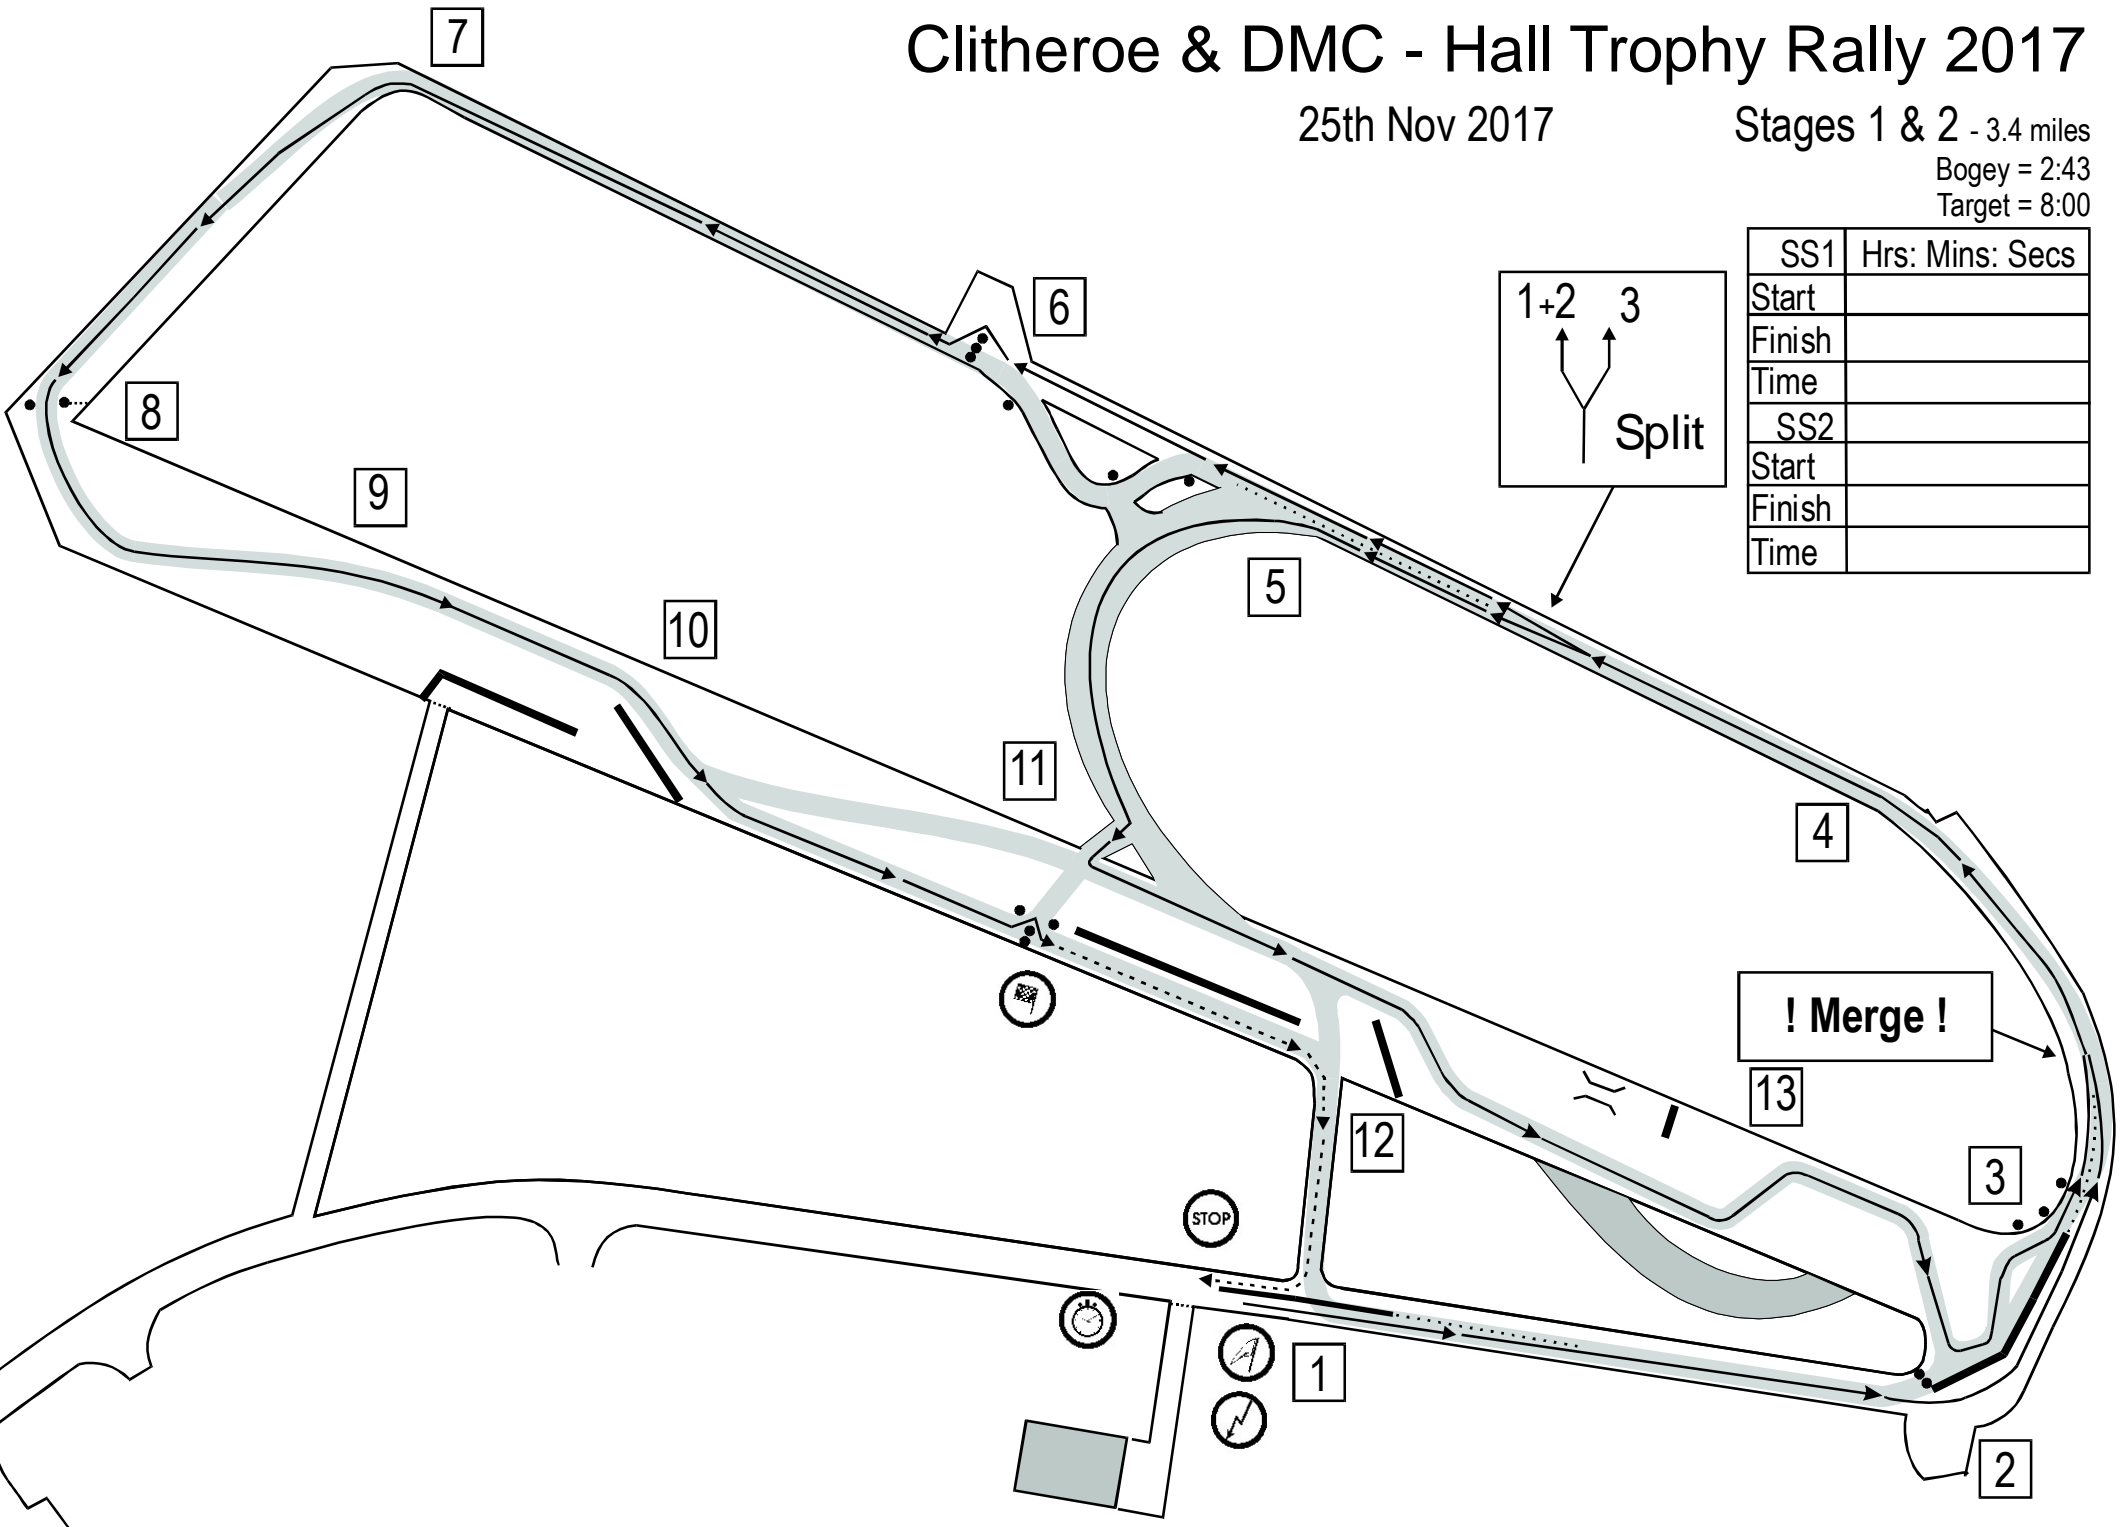 Clitheroe & DMC - Hall Trophy Rally 2017
25th Nov 2017
Stages 1 & 2 - 3.4 miles
Bogey = 2:43
Target = 8:00
SS1 Hrs: Mins: Secs
Start
Finish
Time
SS2
Start
Finish
Time
1+2 3
Split
7
6
8
9
5
10
11
4
! Merge !
13
12
3
STOP
1
2